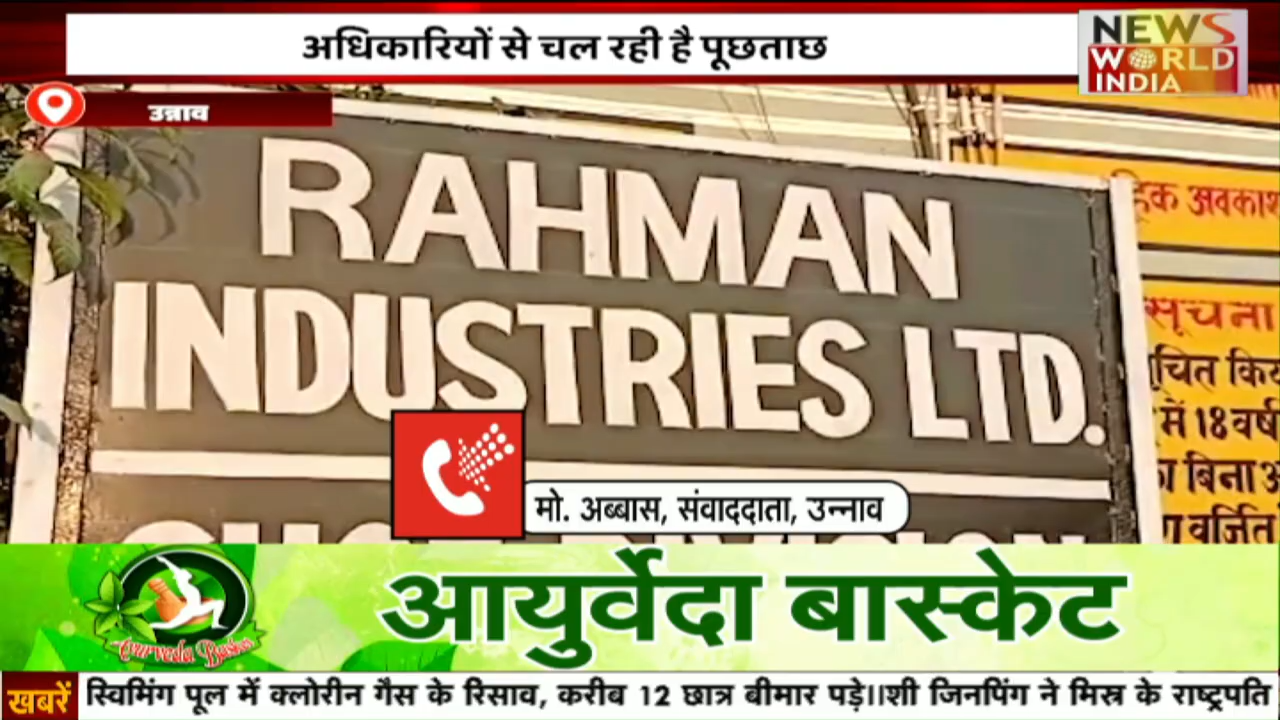 अधिकारियों से चल रही है पूछताछ
NEWS
WORLD
INDIA
उन्नाव
RAHMAN
INDUSTRIES LTD.
हिक अवकाश
सूचना
में 18 वर्ष
बिना
वर्जित
मो. अब्बास, संवाददाता, उन्नाव
आयुर्वेदा बास्केट
खबरें
स्विमिंग पूल में क्लोरीन गैस के रिसाव, करीब 12 छात्र बीमार पड़े।।शी जिनपिंग ने मिस्र के राष्ट्रपति